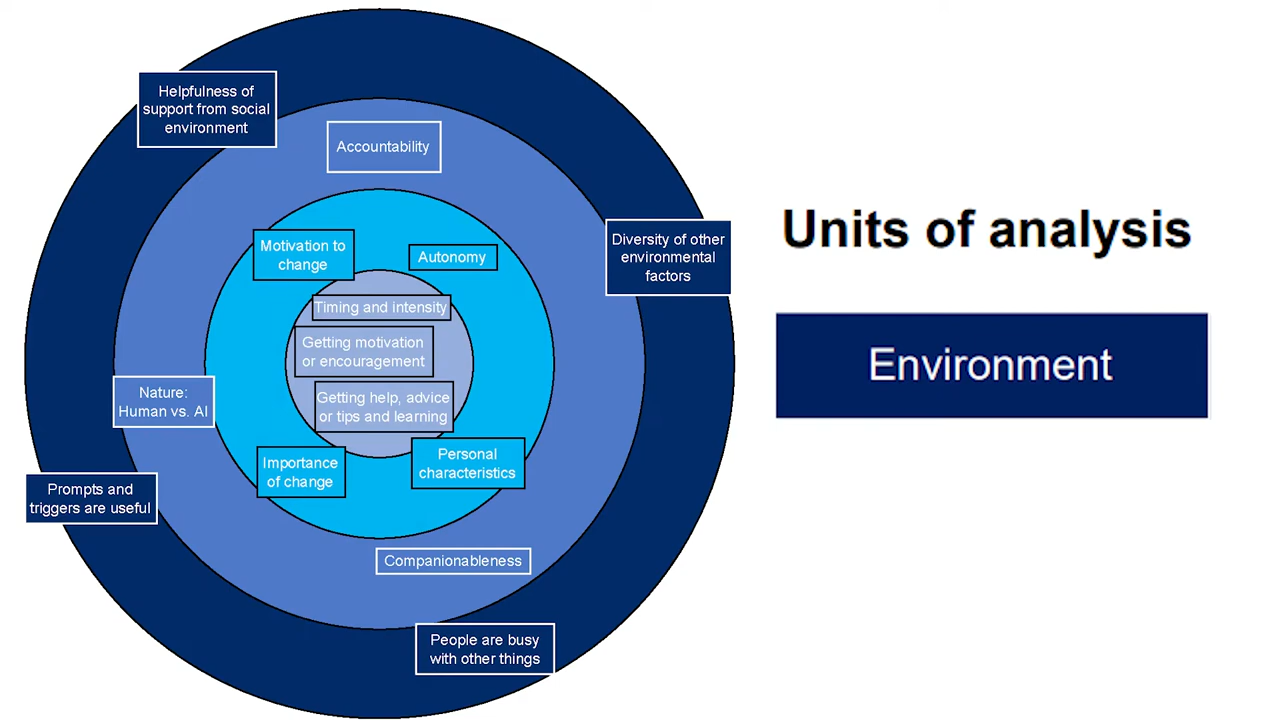 Helpfulness of
support from social
environment
Accountability
Motivation to
change
Autonomy
Diversity of other
environmental
factors
Timing and intensity
Getting motivation
or encouragement
Getting help, advice
or tips and learning
Nature:
Human vs. AI
Importance
of change
Personal
characteristics
Prompts and
triggers are useful
Companionableness
People are busy
with other things
Units of analysis
Environment